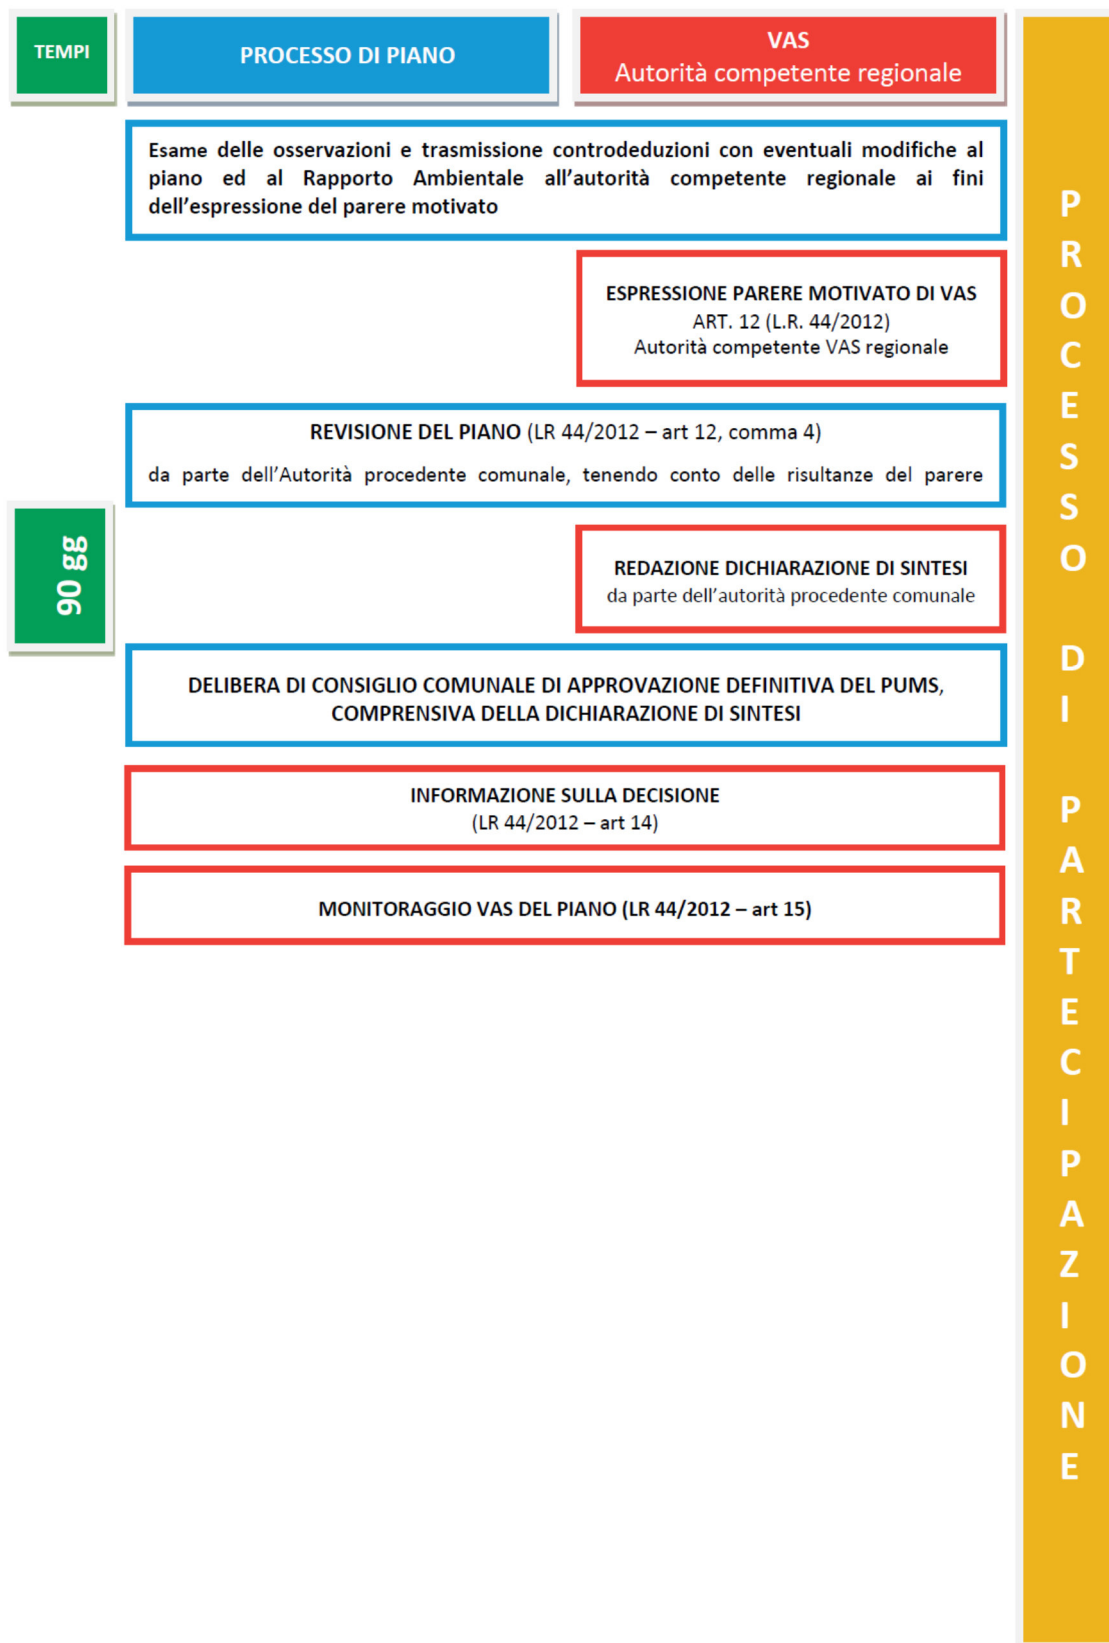 TEMPI
PROCESSO DI PIANO
VAS
Autorità competente regionale
Esame delle osservazioni e trasmissione controdeduzioni con eventuali modifiche al
piano ed al Rapporto Ambientale all'autorità competente regionale ai fini
dell'espressione del parere motivato
ESPRESSIONE PARERE MOTIVATO DI VAS
ART. 12 (L.R. 44/2012)
Autorità competente VAS regionale
REVISIONE DEL PIANO (LR 44/2012 – art 12, comma 4)
da parte dell'Autorità procedente comunale, tenendo conto delle risultanze del parere
90 gg
REDAZIONE DICHIARAZIONE DI SINTESI
da parte dell'autorità procedente comunale
DELIBERA DI CONSIGLIO COMUNALE DI APPROVAZIONE DEFINITIVA DEL PUMS,
COMPRENSIVA DELLA DICHIARAZIONE DI SINTESI
INFORMAZIONE SULLA DECISIONE
(LR 44/2012 – art 14)
MONITORAGGIO VAS DEL PIANO (LR 44/2012 – art 15)
PROCESSO DI PARTECIPAZIONE